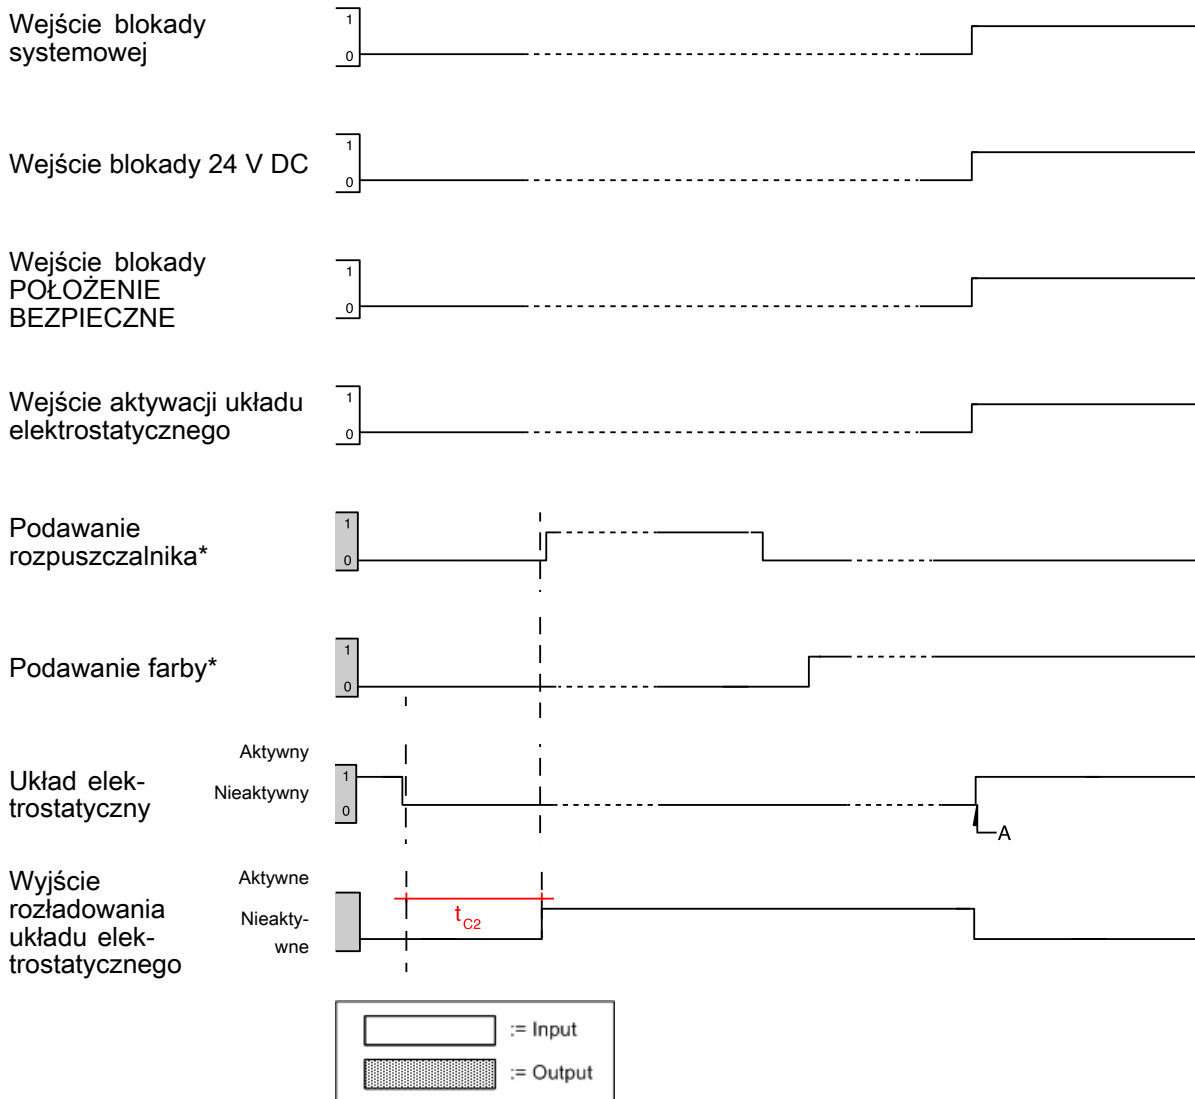 Wejście blokady
systemowej
1
0
Wejście blokady 24 V DC
1
0
Wejście blokady
POŁOŻENIE
BEZPIECZNE
1
0
Wejście aktywacji układu
elektrostatycznego
1
0
Podawanie
rozpuszczalnika*
1
0
Podawanie farby*
1
0
Układ elek-
trostatyczny
Aktywny
Nieaktywny
1
0
A
Wyjście
rozładowania
układu elek-
trostatycznego
Aktywne
Nieakty-
wne
tC2
:= Input
:= Output